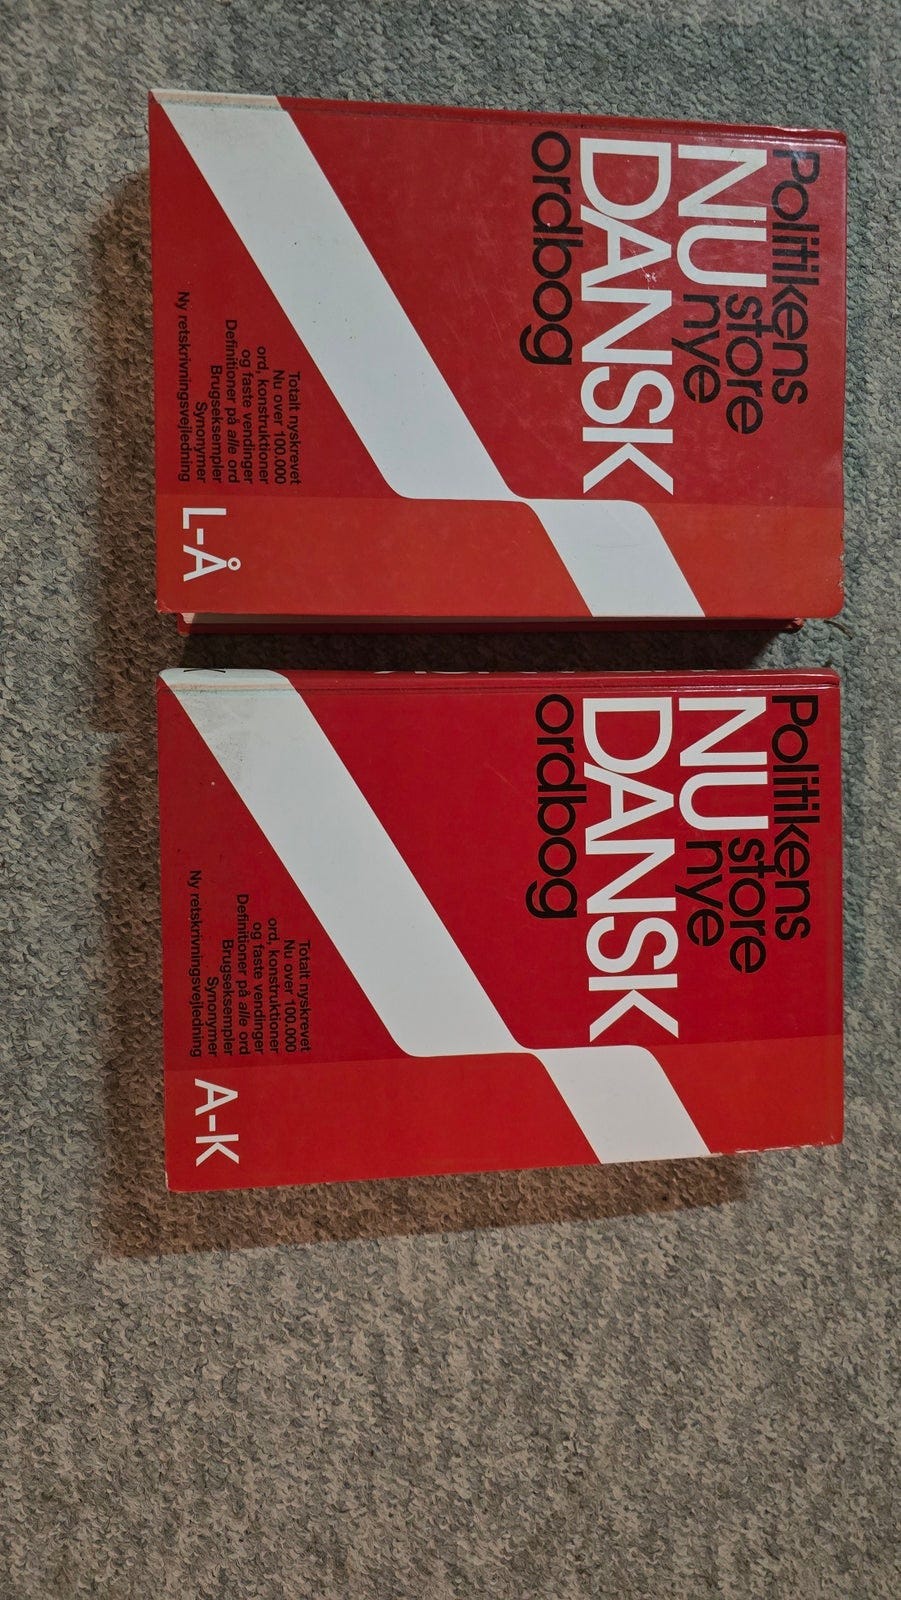 Politikens
NU store
nye
DANSK
ordbog
Totalt nyskrevet
Nu over 100.000
ord, konstruktioner
og faste vendinger
Definitioner på alle ord
Brugseksempler
Synonymer
Ny retskrivningsvejledning
L-Å
Politikens
NU store
nye
DANSK
ordbog
Totalt nyskrevet
Nu over 100.000
ord, konstruktioner
og faste vendinger
Definitioner på alle ord
Brugseksempler
Synonymer
Ny retskrivningsvejledning
A-K